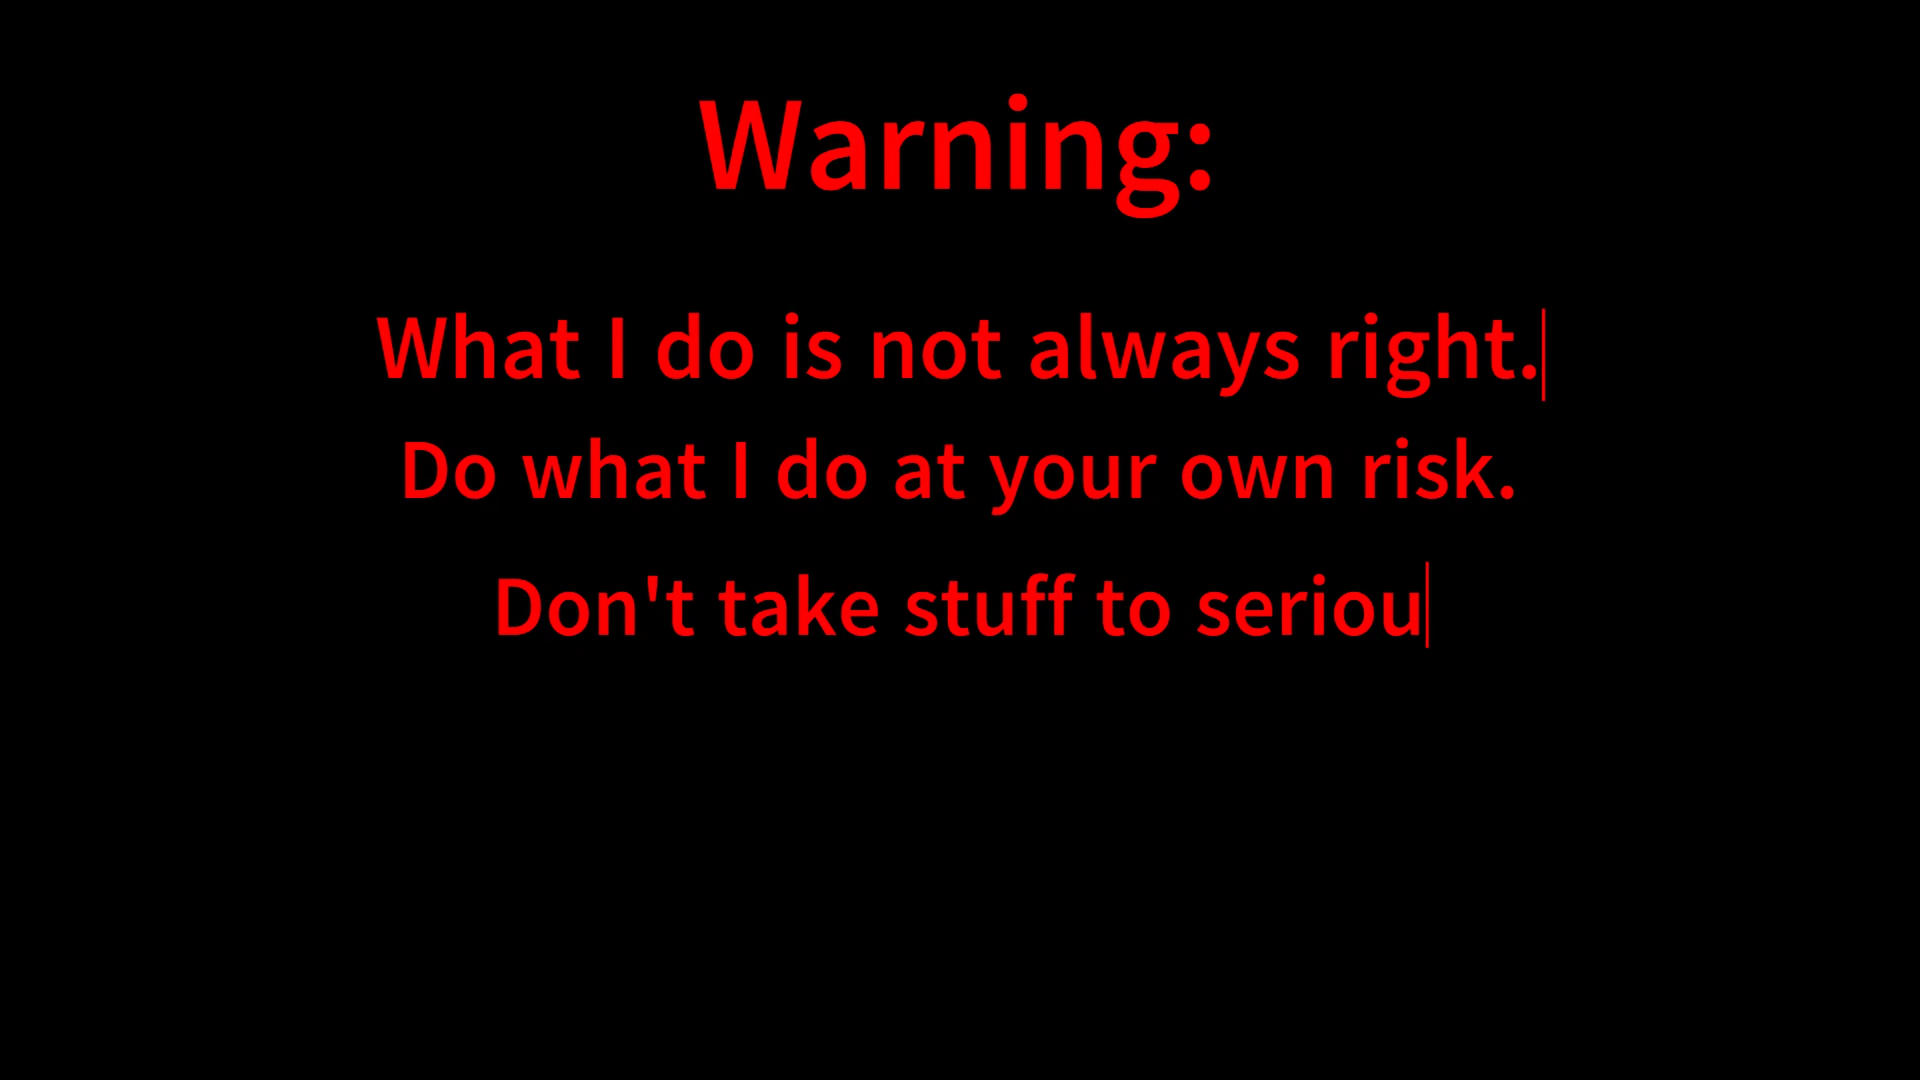 Warning:
What I do is not always right.
Do what I do at your own risk.
Don't take stuff to seriou